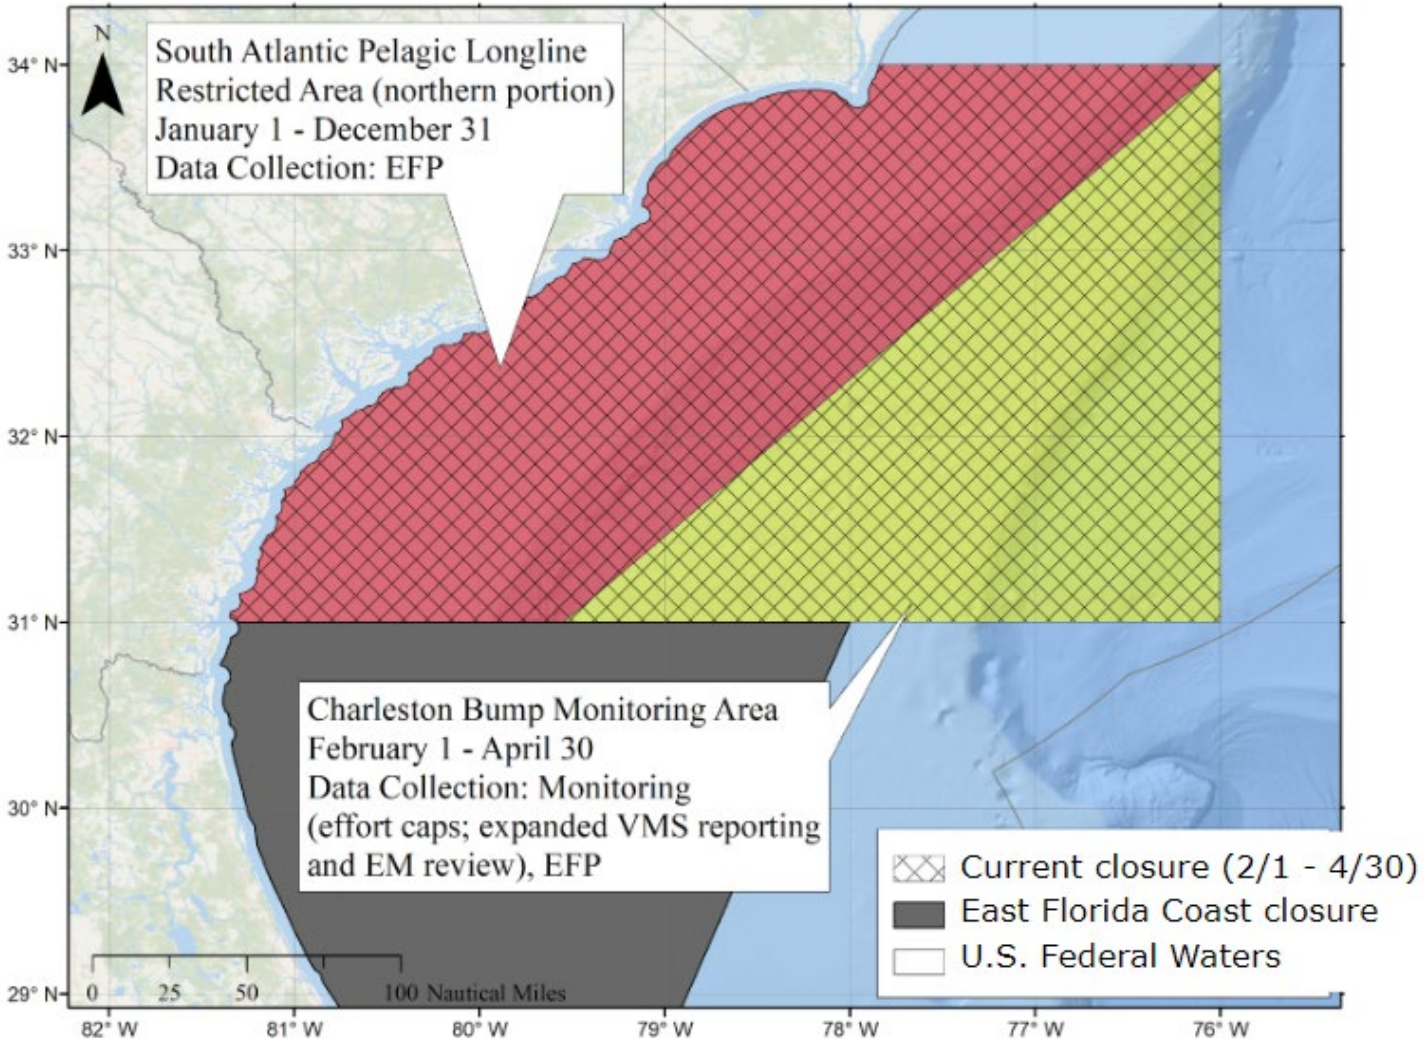 N
South Atlantic Pelagic Longline
Restricted Area (northern portion)
January 1 - December 31
Data Collection: EFP
34° N
33° N
32° N
31° N
30° N
29° N
Charleston Bump Monitoring Area
February 1 - April 30
Data Collection: Monitoring
(effort caps; expanded VMS reporting
and EM review), EFP
Current closure (2/1 - 4/30)
East Florida Coast closure
U.S. Federal Waters
0 25 50 100 Nautical Miles
82° W 81° W 80° W 79° W 78° W 77° W 76° W